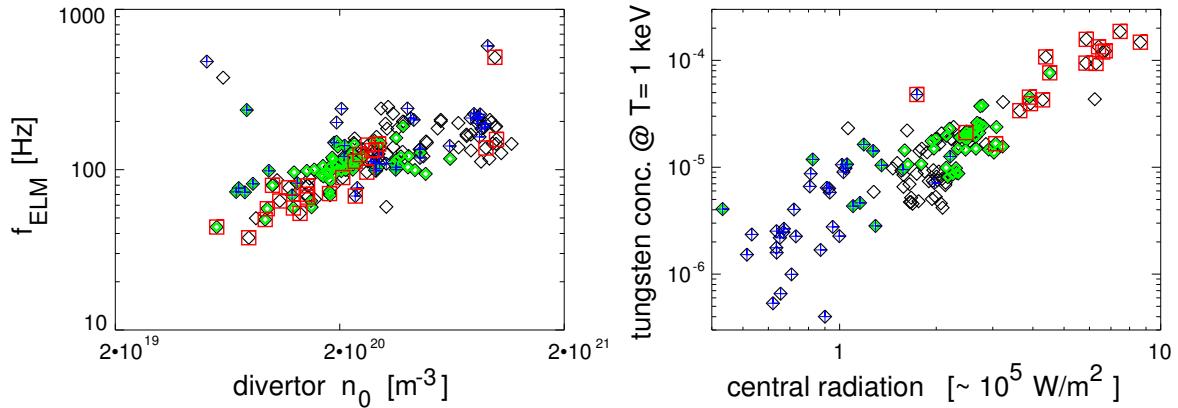 1000
100
10
f_ELM [Hz]
2•10^19
2•10^20
2•10^21
divertor n_0 [m^-3]
10^-4
10^-5
10^-6
tungsten conc. @ T= 1 keV
1
10
central radiation [~ 10^5 W/m^2 ]